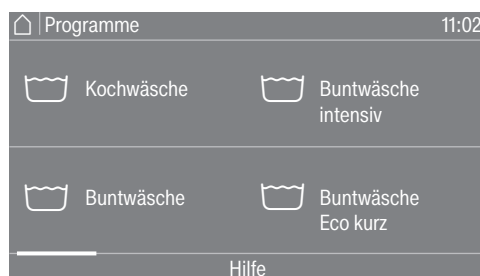 Programme 11:02
Kochwäsche
Buntwäsche
intensiv
Buntwäsche
Buntwäsche
Eco kurz
Hilfe